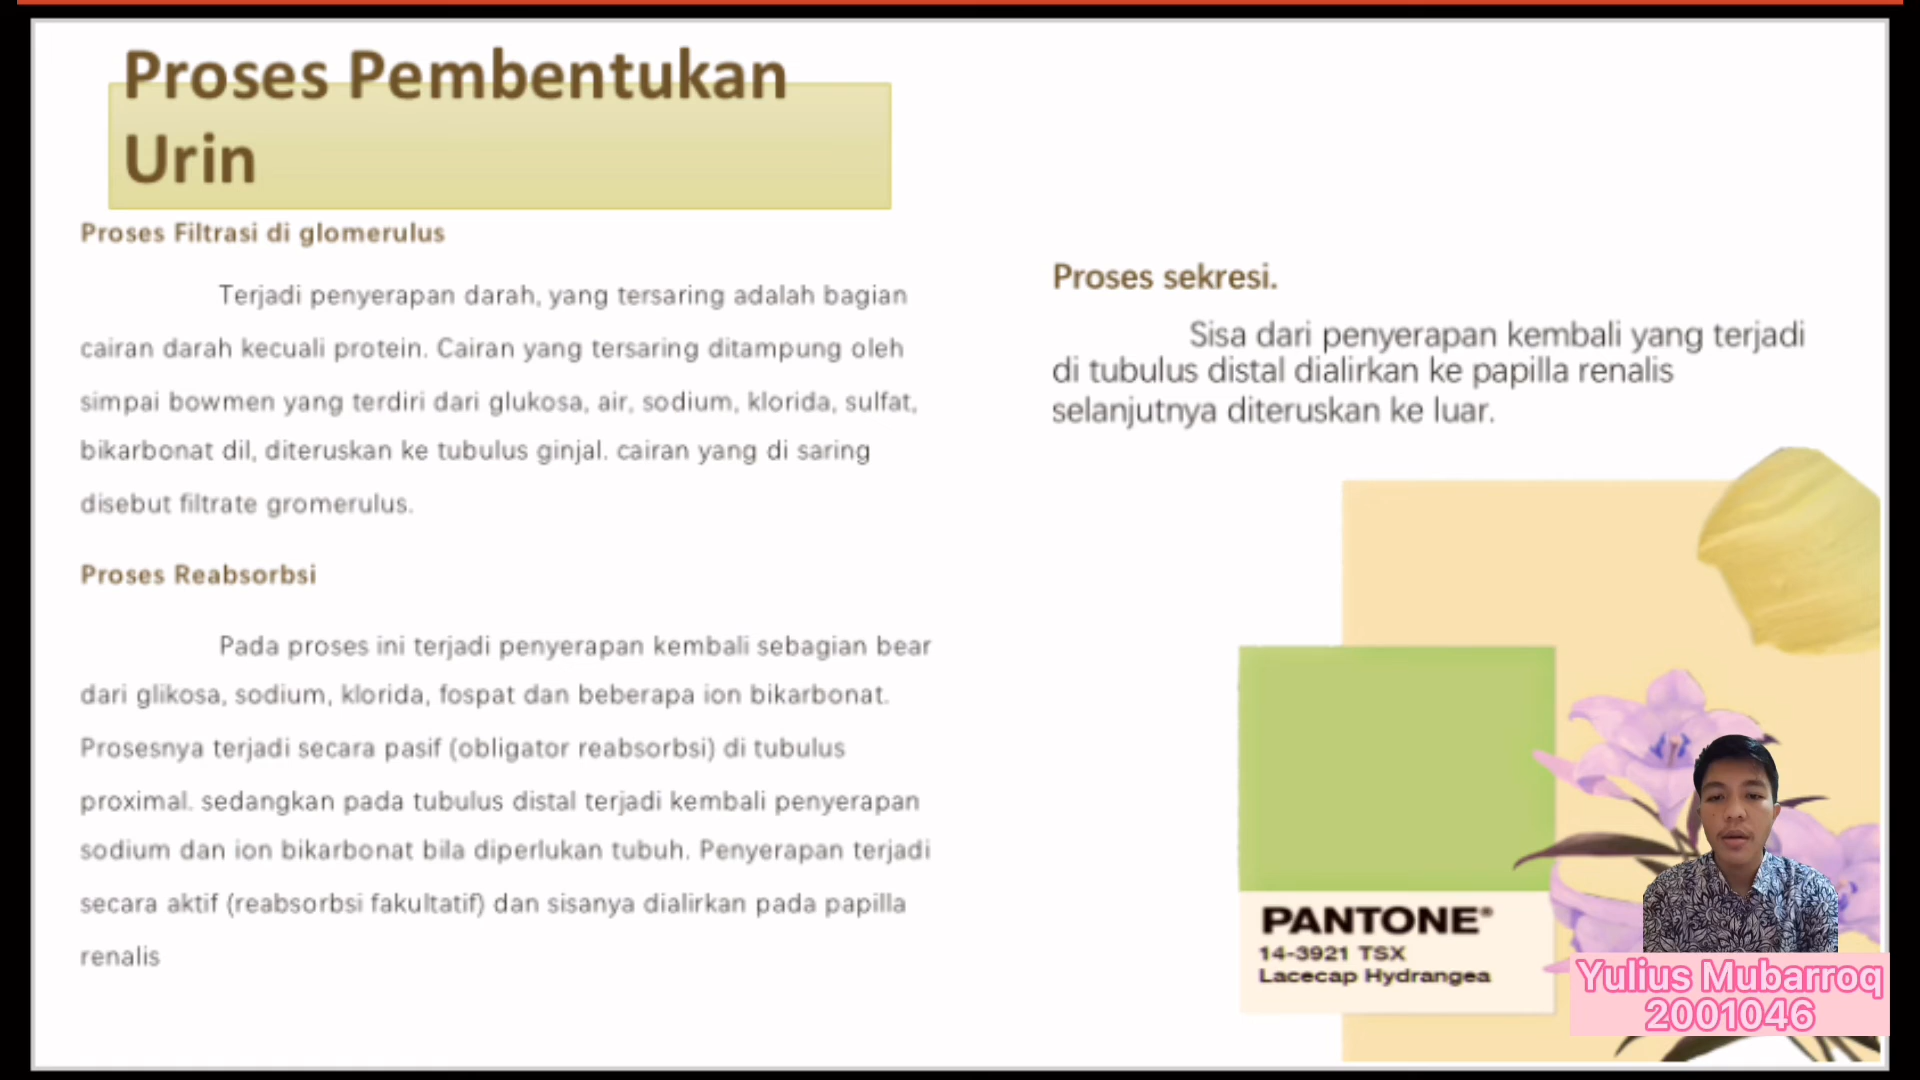 Proses Pembentukan
Urin
Proses Filtrasi di glomerulus
Terjadi penyerapan darah, yang tersaring adalah bagian
cairan darah kecuali protein. Cairan yang tersaring ditampung oleh
simpai bowmen yang terdiri dari glukosa, air, sodium, klorida, sulfat,
bikarbonat dil, diteruskan ke tubulus ginjal. cairan yang di saring
disebut filtrate gromerulus.
Proses Reabsorbsi
Pada proses ini terjadi penyerapan kembali sebagian bear
dari glikosa, sodium, klorida, fospat dan beberapa ion bikarbonat.
Prosesnya terjadi secara pasif (obligator reabsorbsi) di tubulus
proximal. sedangkan pada tubulus distal terjadi kembali penyerapan
sodium dan ion bikarbonat bila diperlukan tubuh. Penyerapan terjadi
secara aktif (reabsorbsi fakultatif) dan sisanya dialirkan pada papilla
renalis
Proses sekresi.
Sisa dari penyerapan kembali yang terjadi
di tubulus distal dialirkan ke papilla renalis
selanjutnya diteruskan ke luar.
PANTONE®
14-3921 TSX
Lacecap Hydrangea
Yulius Mubarroq
2001046